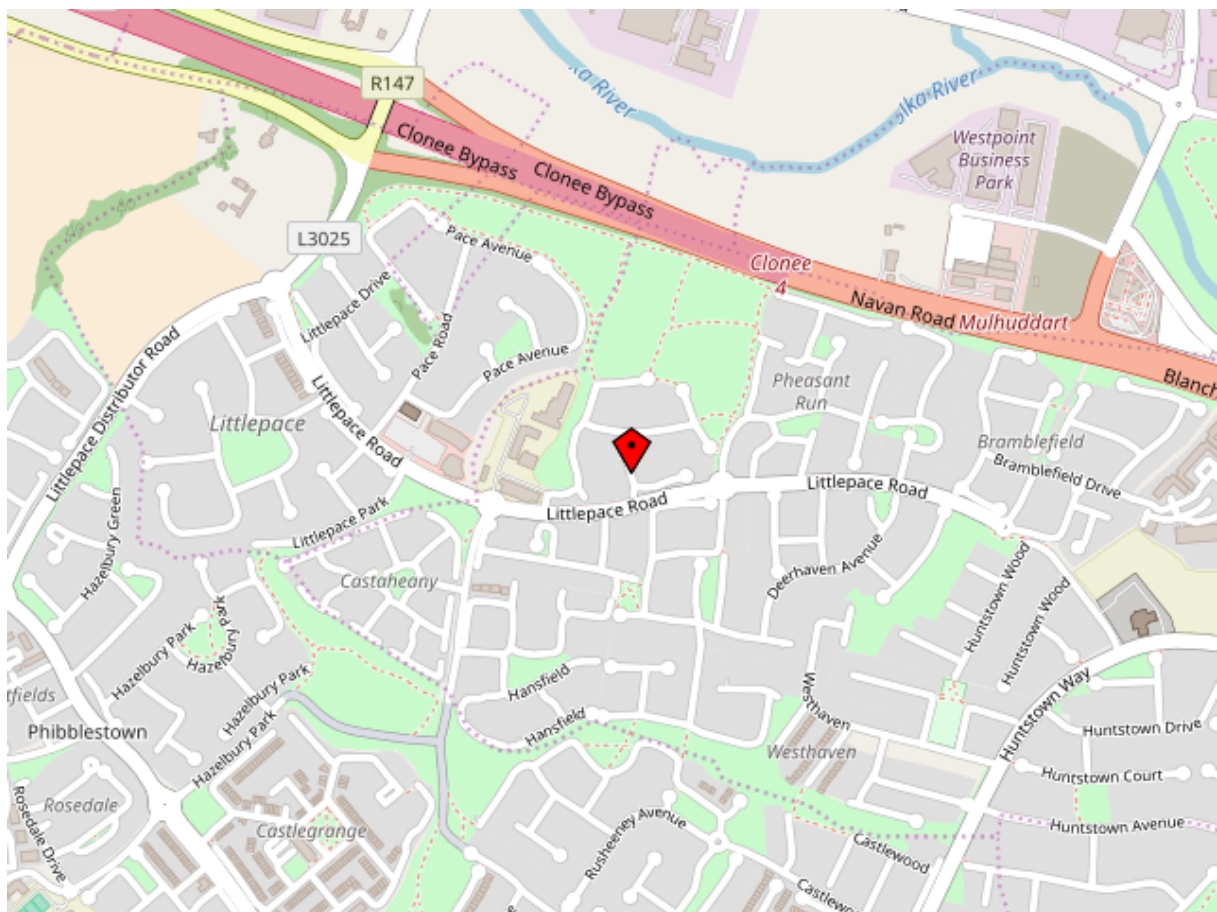 ka River
lka River
R147
Clonee Bypass
Clonee Bypass
Westpoint
Business
Park
L3025
Pace Avenue
Clonee
4
Navan Road
Mulhuddart
Littlepace Drive
Pace Road
Pace Avenue
Blanch
Littlepace Distributor Road
Littlepace Road
Pheasant
Run
Littlepace
Bramblefield
Bramblefield Drive
Littlepace Road
Littlepace Road
Hazelbury Green
Littlepace Park
Castaheany
Deerhaven Avenue
Huntstown Wood
Huntstown Wood
Hazelbury Park
Hazelbury Park
Hazelbury Park
Hazelbury Park
Hansfield
Hansfield
Westhaven
Westhaven
Huntstown Way
tfields
Phibblestown
Huntstown Drive
Huntstown Court
Rosedale
Rosedale Drive
Castlegrange
Rusheeney Avenue
Huntstown Avenue
Castlewood
Castlewo